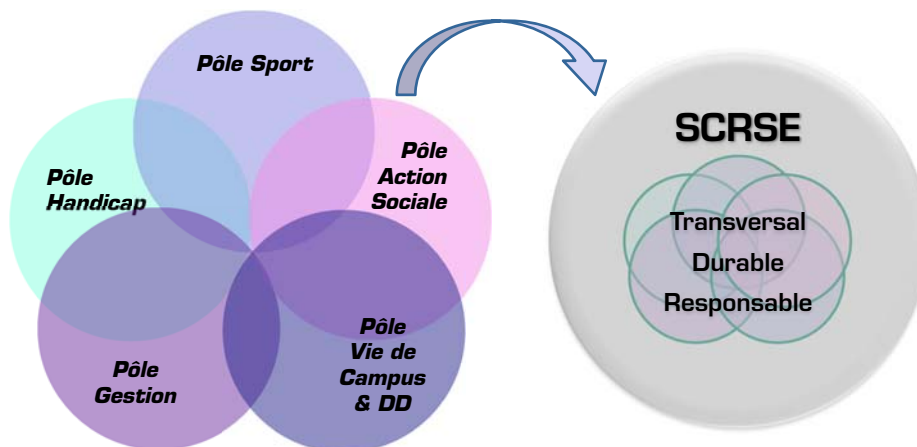 Pôle Sport
Pôle
Action
Sociale
Pôle
Handicap
Pôle
Vie de
Campus
& DD
Pôle
Gestion
SCRSE
Transversal
Durable
Responsable